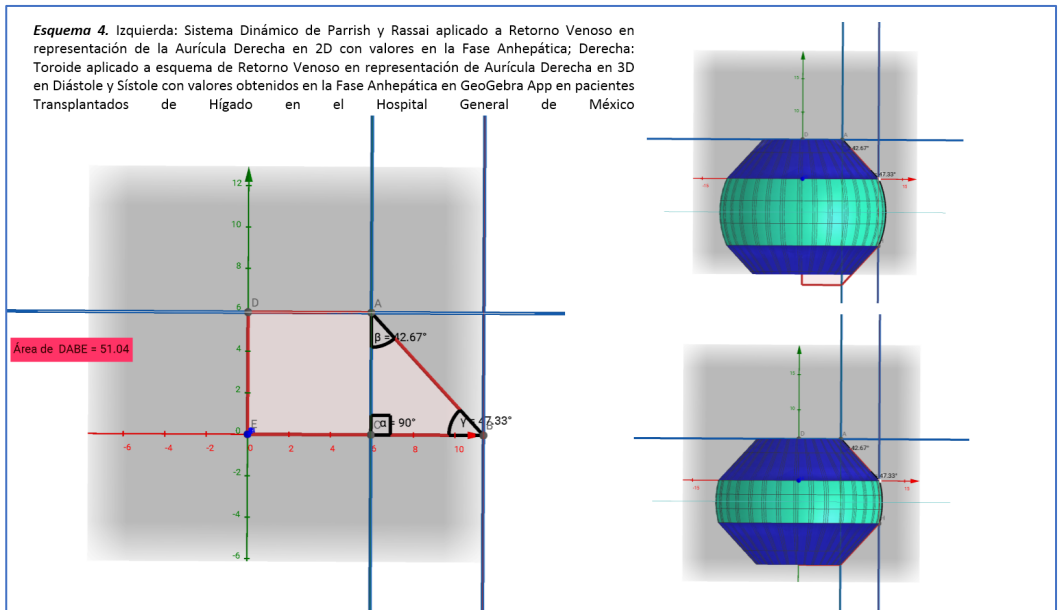 Esquema 4. Izquierda: Sistema Dinámico de Parrish y Rassai aplicado a Retorno Venoso en
representación de la Aurícula Derecha en 2D con valores en la Fase Anhepática; Derecha:
Toroide aplicado a esquema de Retorno Venoso en representación de Aurícula Derecha en 3D
en Diástole y Sístole con valores obtenidos en la Fase Anhepática en GeoGebra App en pacientes
Transplantados de Hígado en el Hospital General de México
12
10
8
6
D
A
β = 42.67°
4
Área de DABE = 51.04
2
α = 90°
γ = 47.33°
E
C
B
0
-6
-4
-2
0
2
4
6
8
10
-2
-4
-6
D
A
42.67°
47.33°
D
A
42.67°
47.33°